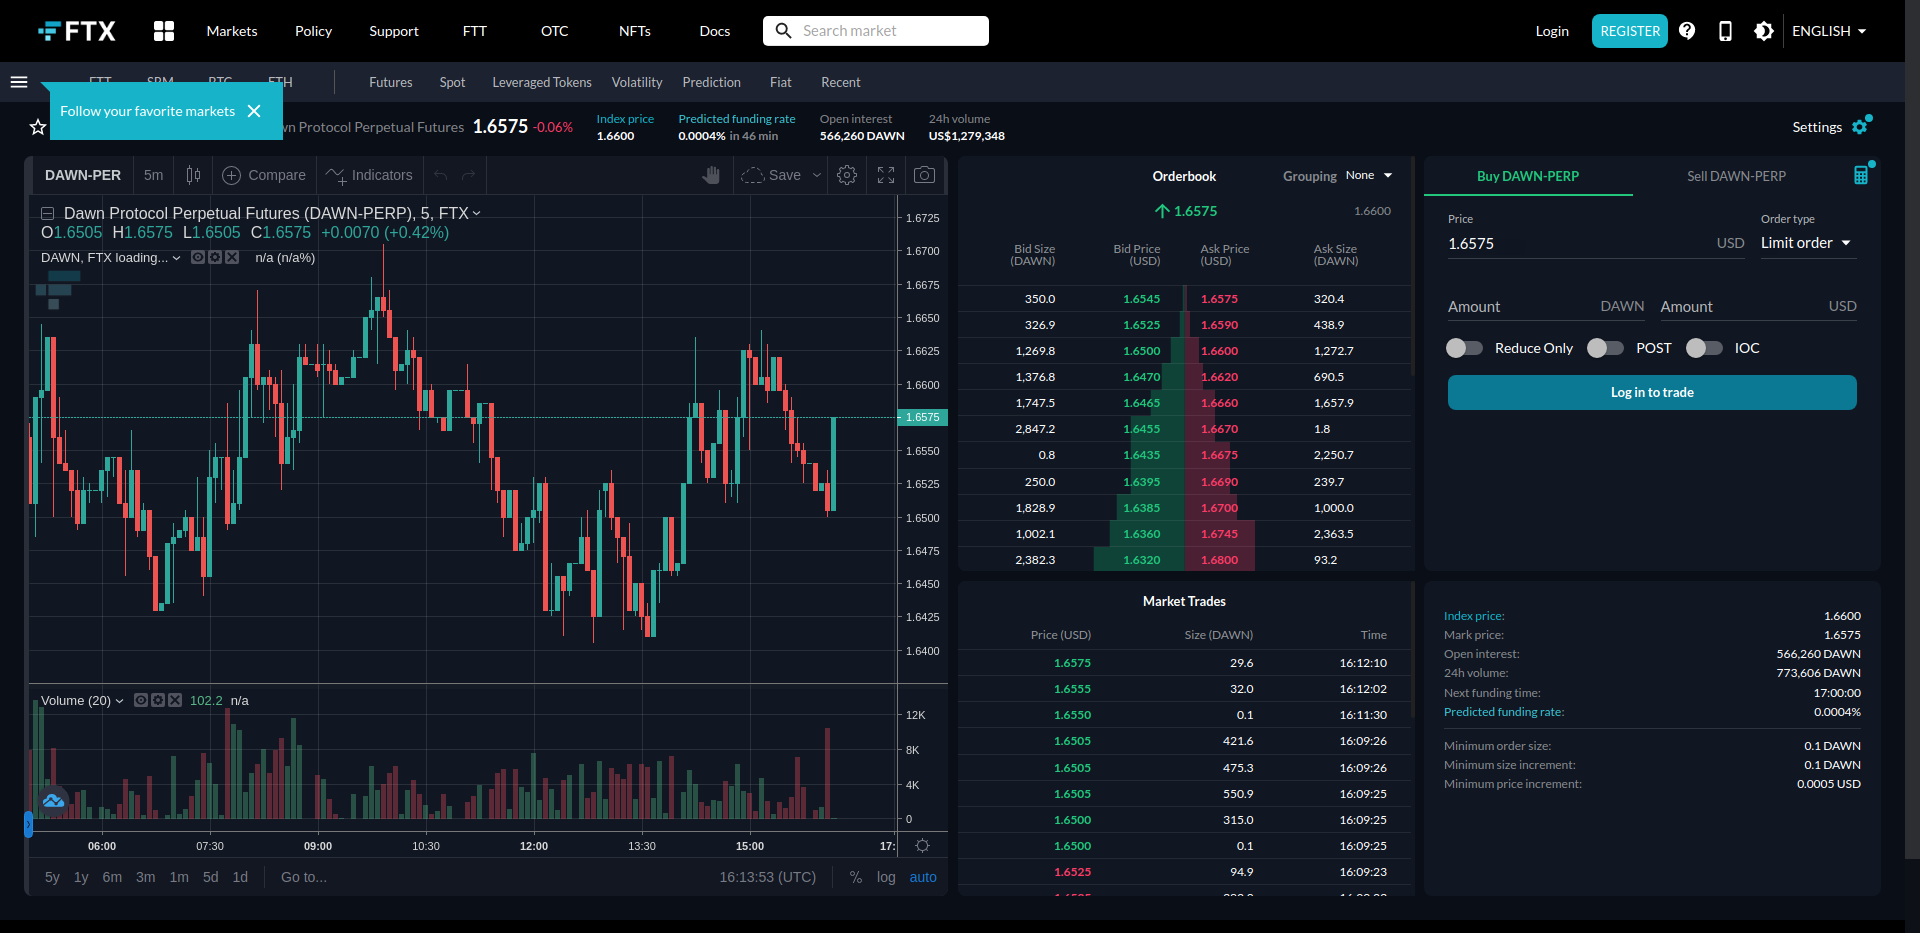 FTX
Markets
Policy
Support
FTT
OTC
NFTs
Docs
Search market
Login
REGISTER
ENGLISH
FTT
SRM
BTC
ETH
Futures
Spot
Leveraged Tokens
Volatility
Prediction
Fiat
Recent
Follow your favorite markets
Protocol Perpetual Futures
1.6575
-0.06%
Index price
1.6600
Predicted funding rate
0.0004% in 46 min
Open interest
566,260 DAWN
24h volume
US$1,279,348
Settings
DAWN-PER
5m
Compare
Indicators
Save
Dawn Protocol Perpetual Futures (DAWN-PERP), 5, FTX
O1.6505 H1.6575 L1.6505 C1.6575 +0.0070 (+0.42%)
DAWN, FTX loading...
n/a (n/a%)
1.6725
1.6700
1.6675
1.6650
1.6625
1.6600
1.6575
1.6550
1.6525
1.6500
1.6475
1.6450
1.6425
1.6400
Volume (20)
102.2 n/a
12K
8K
4K
0
06:00
07:30
09:00
10:30
12:00
13:30
15:00
17:
5y 1y 6m 3m 1m 5d 1d
Go to...
16:13:53 (UTC)
% log auto
Orderbook
Grouping None
1.6575
1.6600
Bid Size (DAWN) Bid Price (USD) Ask Price (USD) Ask Size (DAWN)
350.0 1.6545 1.6575 320.4
326.9 1.6525 1.6590 438.9
1,269.8 1.6500 1.6600 1,272.7
1,376.8 1.6470 1.6620 690.5
1,747.5 1.6465 1.6660 1,657.9
2,847.2 1.6455 1.6670 1.8
0.8 1.6435 1.6675 2,250.7
250.0 1.6395 1.6690 239.7
1,828.9 1.6385 1.6700 1,000.0
1,002.1 1.6360 1.6745 2,363.5
2,382.3 1.6320 1.6800 93.2
Market Trades
Price (USD) Size (DAWN) Time
1.6575 29.6 16:12:10
1.6555 32.0 16:12:02
1.6550 0.1 16:11:30
1.6505 421.6 16:09:26
1.6505 475.3 16:09:26
1.6505 550.9 16:09:25
1.6500 315.0 16:09:25
1.6500 0.1 16:09:25
1.6525 94.9 16:09:23
Buy DAWN-PERP
Sell DAWN-PERP
Price
1.6575 USD
Order type
Limit order
Amount DAWN
Amount USD
Reduce Only
POST
IOC
Log in to trade
Index price: 1.6600
Mark price: 1.6575
Open interest: 566,260 DAWN
24h volume: 773,606 DAWN
Next funding time: 17:00:00
Predicted funding rate: 0.0004%
Minimum order size: 0.1 DAWN
Minimum size increment: 0.1 DAWN
Minimum price increment: 0.0005 USD